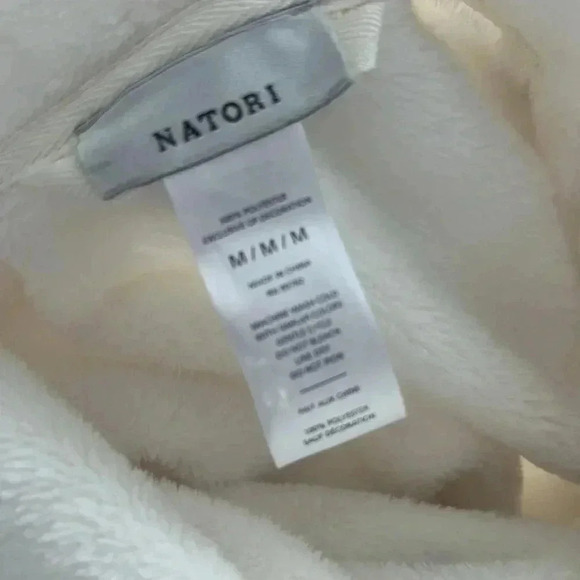 NATORI
100% POLYESTER
EXCLUSIVE OF DECORATION
M/M/M
MADE IN CHINA
MACHINE WASH COLD
WITH SIMILAR COLORS
GENTLE CYCLE
DO NOT BLEACH
LINE DRY
DO NOT IRON
100% POLYESTER